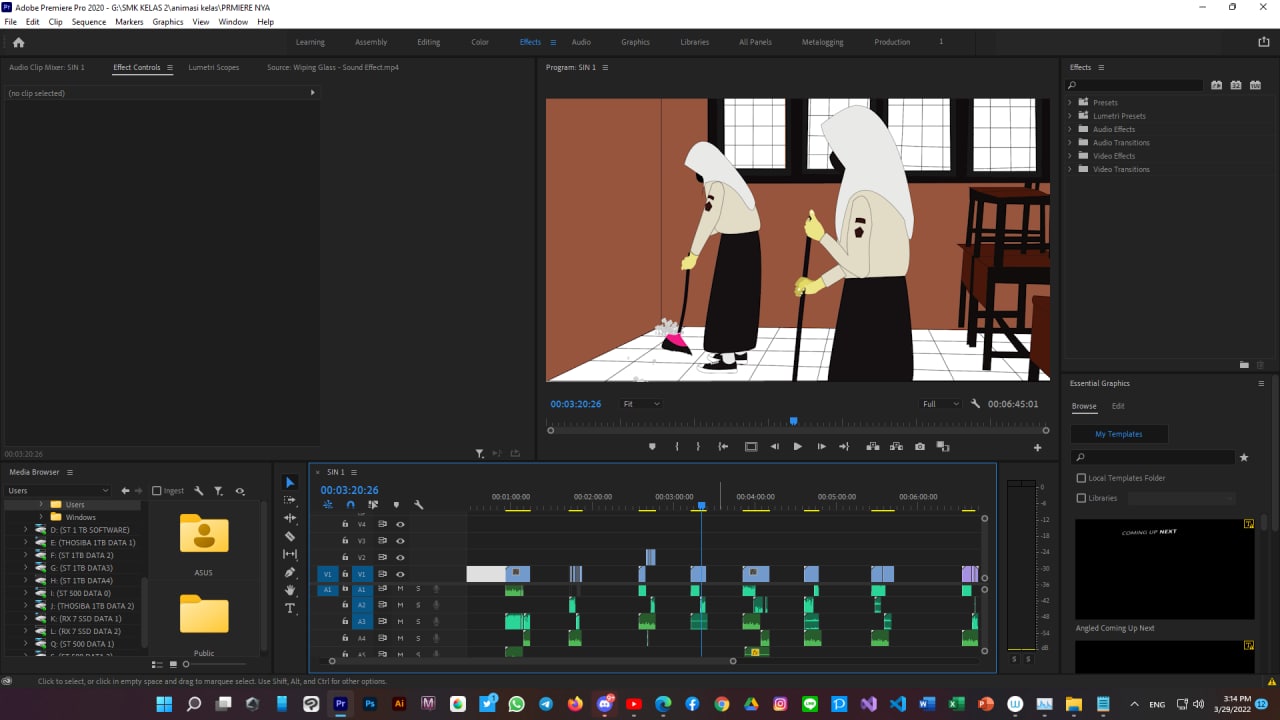 Adobe Premiere Pro 2020 - G:\SMK KELAS 2\animasi kelas\PRMIERE NYA
File Edit Clip Sequence Markers Graphics View Window Help
Learning Assembly Editing Color Effects Audio Graphics Libraries All Panels Metalogging Production 1
Audio Clip Mixer: SIN 1 Effect Controls Lumetri Scopes Source: Wiping Glass - Sound Effect.mp4
(no clip selected)
00:03:20:26
Program: SIN 1
00:03:20:26 Fit Full 00:06:45:01
Effects
Presets
Lumetri Presets
Audio Effects
Audio Transitions
Video Effects
Video Transitions
Essential Graphics
Browse Edit
My Templates
Local Templates Folder
Libraries
COMING UP NEXT
Angled Coming Up Next
Media Browser
Users Ingest
Users
Windows
D: (ST 1 TB SOFTWARE)
E: (THOSIBA 1TB DATA 1)
F: (ST 1TB DATA 2)
G: (ST 1TB DATA3)
H: (ST 1TB DATA4)
I: (ST 500 DATA 0)
J: (THOSIBA 1TB DATA 2)
K: (RX 7 SSD DATA 1)
L: (RX 7 SSD DATA 2)
Q: (ST 500 DATA 1)
ASUS
Public
SIN 1
00:03:20:26
00:01:00:00 00:02:00:00 00:03:00:00 00:04:00:00 00:05:00:00 00:06:00:00
V4
V3
V2
V1 V1
A1 A1 M S
A2 M S
A3 M S
A4 M S
A5 M S
0
-6
-12
-18
-24
-30
-36
-42
-48
-54
dB
S S
Click to select, or click in empty space and drag to marquee select. Use Shift, Alt, and Ctrl for other options.
ENG 3:14 PM
3/29/2022 12